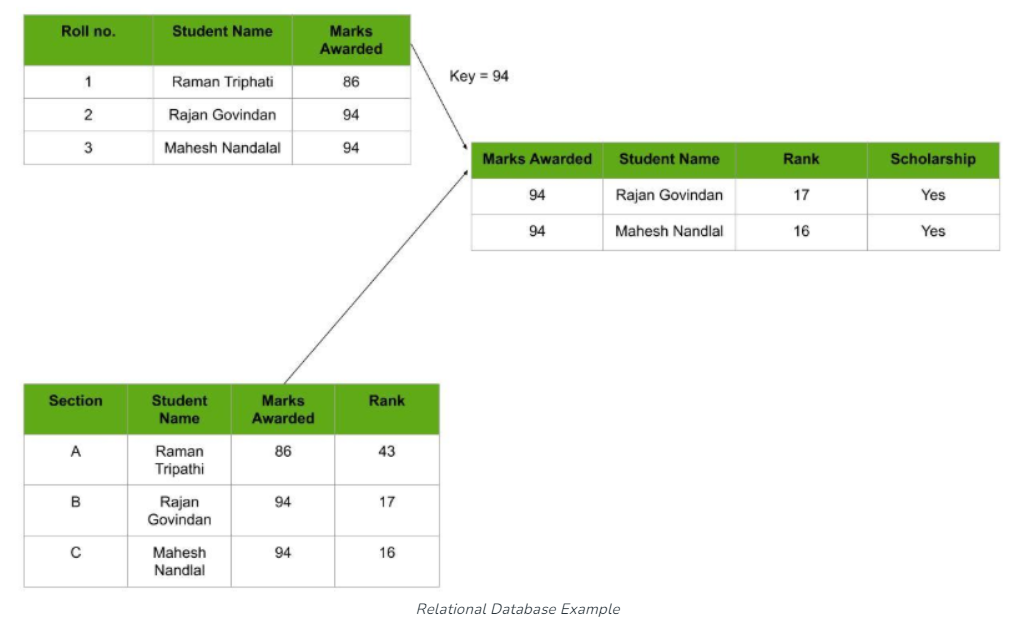 Roll no. Student Name Marks Awarded
1 Raman Triphati 86
2 Rajan Govindan 94
3 Mahesh Nandalal 94
Key = 94
Marks Awarded Student Name Rank Scholarship
94 Rajan Govindan 17 Yes
94 Mahesh Nandlal 16 Yes
Section Student Name Marks Awarded Rank
A Raman Tripathi 86 43
B Rajan Govindan 94 17
C Mahesh Nandlal 94 16
Relational Database Example